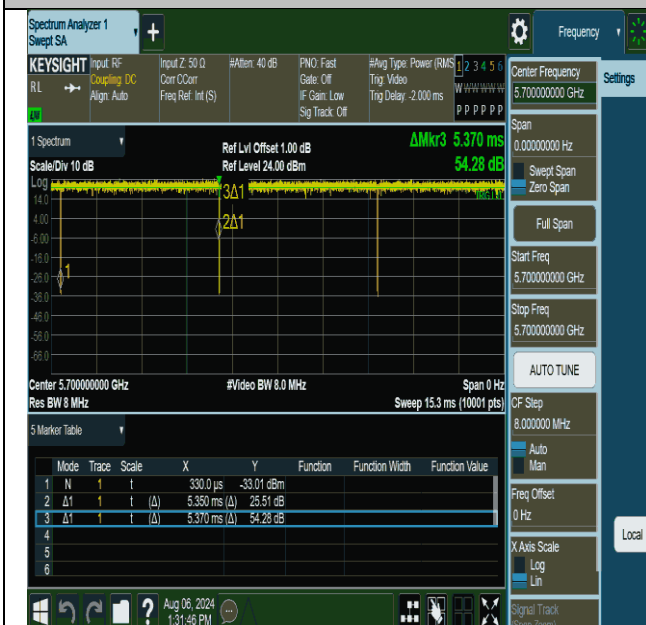 Spectrum Analyzer 1
Swept SA
+
Frequency
KEYSIGHT
RL
Input: RF
Coupling: DC
Align: Auto
Input Z: 50 Ω
Corr CCorr
Freq Ref: Int (S)
#Atten: 40 dB
PNO: Fast
Gate: Off
IF Gain: Low
Sig Track: Off
#Avg Type: Power (RMS
Trig: Video
Trig Delay: -2.000 ms
1 2 3 4 5 6
W W W W W W
P P P P P P
Settings
Center Frequency
5.700000000 GHz
Span
0.00000000 Hz
Swept Span
Zero Span
Full Span
Start Freq
5.700000000 GHz
Stop Freq
5.700000000 GHz
AUTO TUNE
CF Step
8.000000 MHz
Auto
Man
Freq Offset
0 Hz
X Axis Scale
Log
Lin
Signal Track
(Span Zoom)
Local
1 Spectrum
Scale/Div 10 dB
Ref Lvl Offset 1.00 dB
Ref Level 24.00 dBm
ΔMkr3 5.370 ms
54.28 dB
Log
14.0
4.00
-6.00
-16.0
-26.0
-36.0
-46.0
-56.0
-66.0
3Δ1
2Δ1
1
Center 5.700000000 GHz
Res BW 8 MHz
#Video BW 8.0 MHz
Span 0 Hz
Sweep 15.3 ms (10001 pts)
5 Marker Table
Mode Trace Scale X Y Function Function Width Function Value
1 N 1 t 330.0 µs -33.01 dBm
2 Δ1 1 t (Δ) 5.350 ms (Δ) 25.51 dB
3 Δ1 1 t (Δ) 5.370 ms (Δ) 54.28 dB
4
5
6
?
Aug 06, 2024
1:31:46 PM